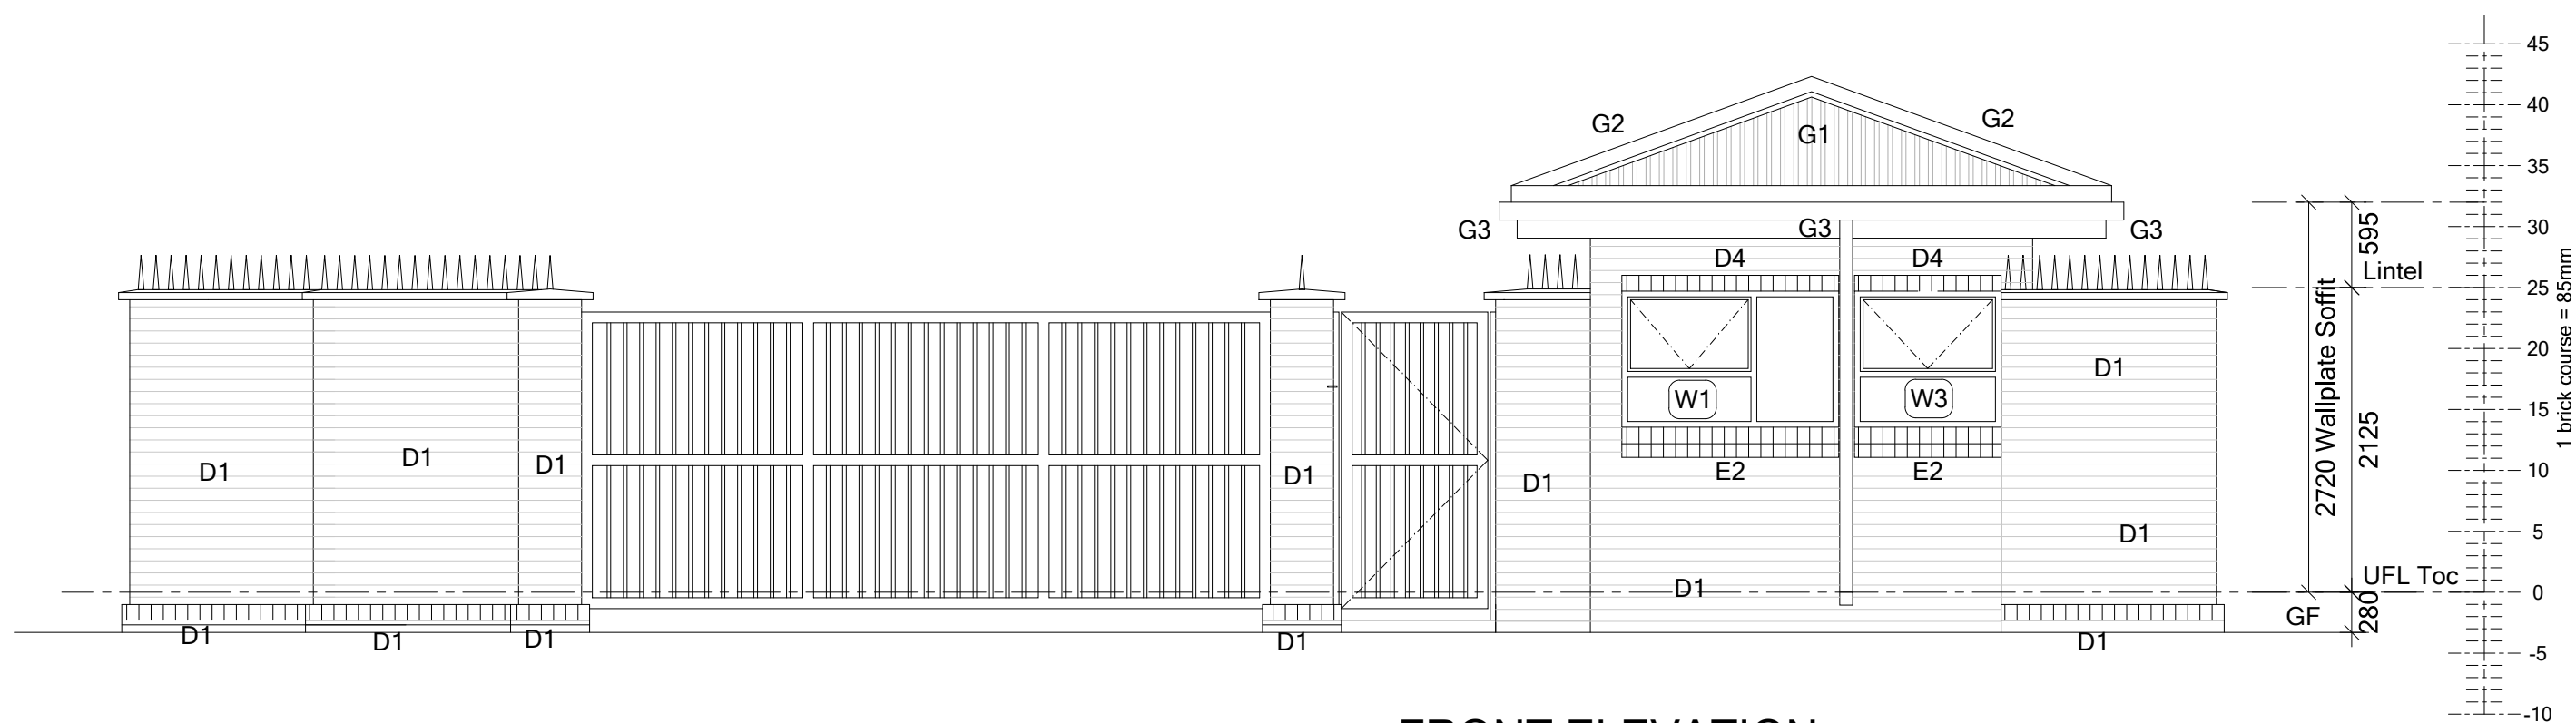 45
40
35
30
25
20
15
10
5
0
-5
-10
1 brick course = 85mm
G2
G1
G2
G3
G3
G3
D4
D4
595
Lintel
2720 Wallplate Soffit
2125
W1
W3
D1
D1
D1
D1
D1
D1
E2
E2
D1
D1
UFL Toc
280
GF
D1
D1
D1
D1
D1
FRONT ELEVATION